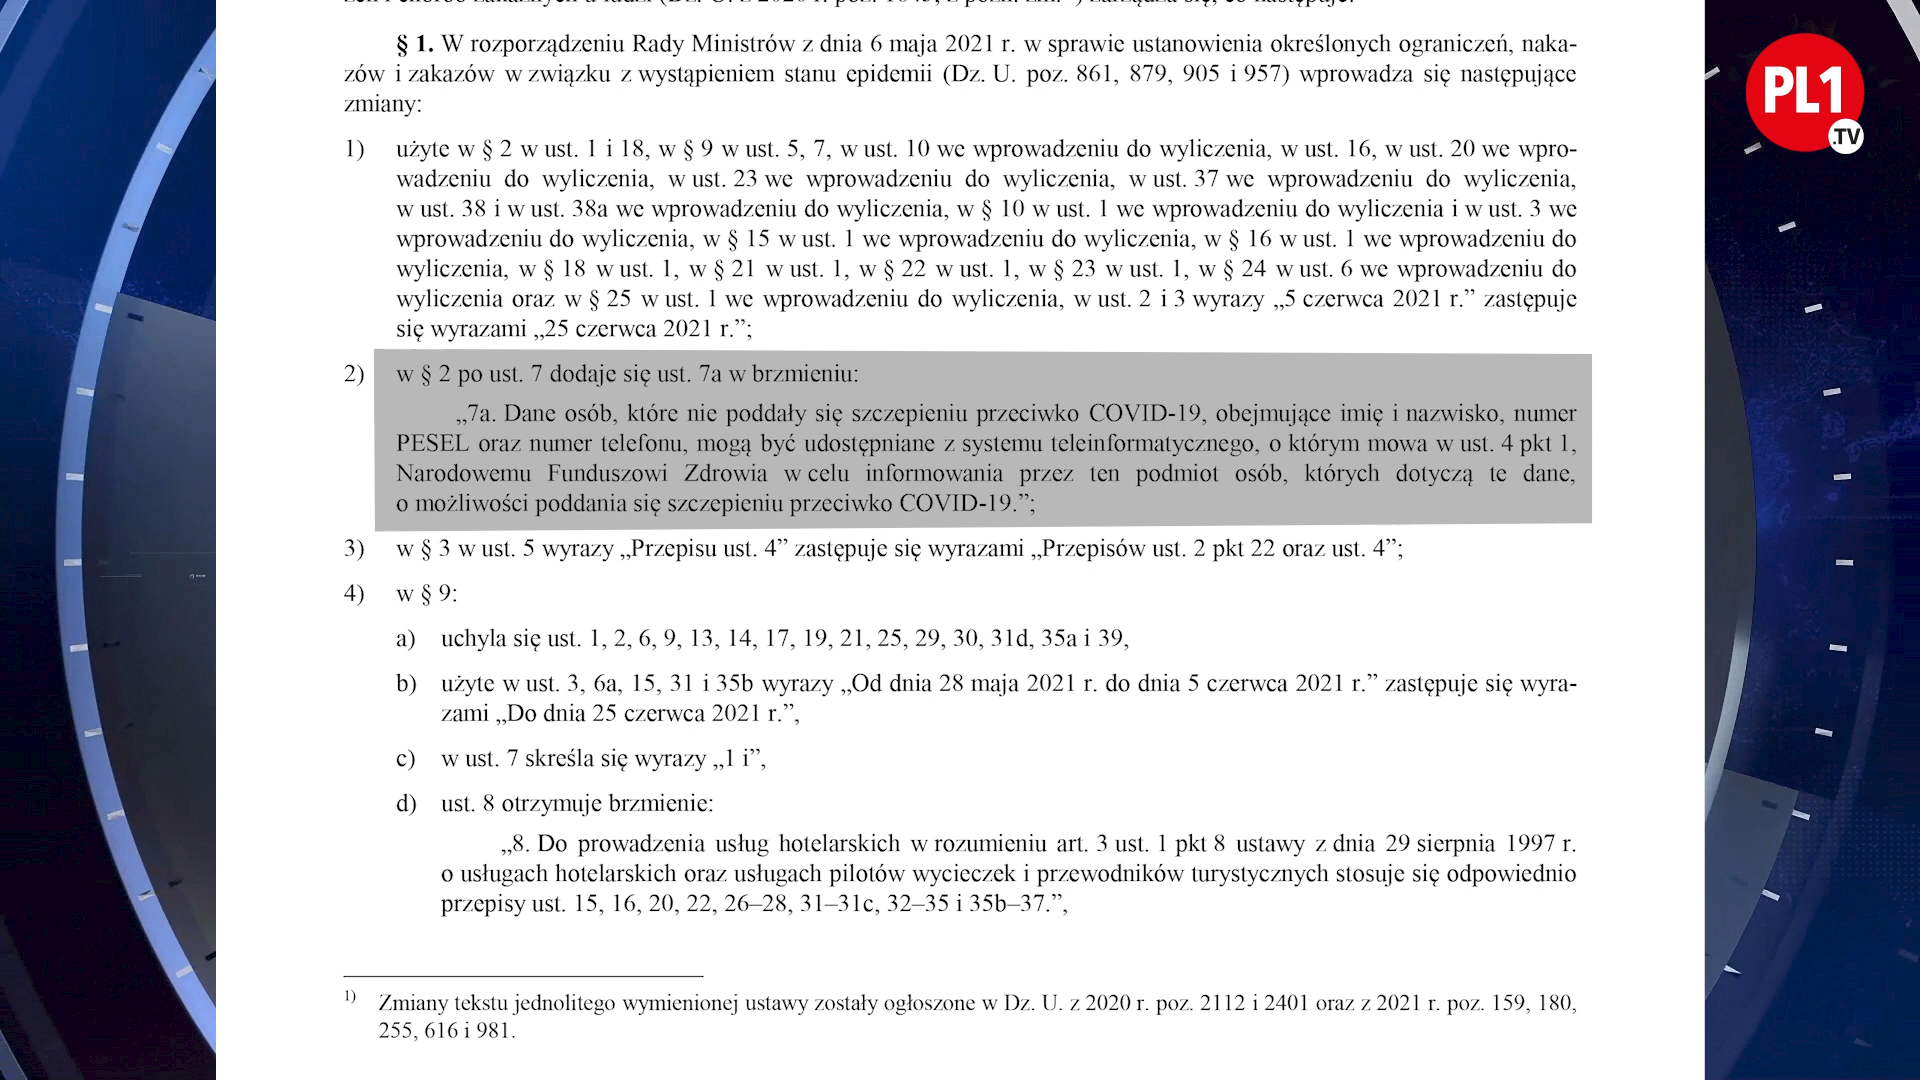 § 1. W rozporządzeniu Rady Ministrów z dnia 6 maja 2021 r. w sprawie ustanowienia określonych ograniczeń, naka-
zów i zakazów w związku z wystąpieniem stanu epidemii (Dz. U. poz. 861, 879, 905 i 957) wprowadza się następujące
zmiany:
1) użyte w § 2 w ust. 1 i 18, w § 9 w ust. 5, 7, w ust. 10 we wprowadzeniu do wyliczenia, w ust. 16, w ust. 20 we wpro-
wadzeniu do wyliczenia, w ust. 23 we wprowadzeniu do wyliczenia, w ust. 37 we wprowadzeniu do wyliczenia,
w ust. 38 i w ust. 38a we wprowadzeniu do wyliczenia, w § 10 w ust. 1 we wprowadzeniu do wyliczenia i w ust. 3 we
wprowadzeniu do wyliczenia, w § 15 w ust. 1 we wprowadzeniu do wyliczenia, w § 16 w ust. 1 we wprowadzeniu do
wyliczenia, w § 18 w ust. 1, w § 21 w ust. 1, w § 22 w ust. 1, w § 23 w ust. 1, w § 24 w ust. 6 we wprowadzeniu do
wyliczenia oraz w § 25 w ust. 1 we wprowadzeniu do wyliczenia, w ust. 2 i 3 wyrazy „5 czerwca 2021 r.” zastępuje
się wyrazami „25 czerwca 2021 r.”;
2) w § 2 po ust. 7 dodaje się ust. 7a w brzmieniu:
„7a. Dane osób, które nie poddały się szczepieniu przeciwko COVID-19, obejmujące imię i nazwisko, numer
PESEL oraz numer telefonu, mogą być udostępniane z systemu teleinformatycznego, o którym mowa w ust. 4 pkt 1,
Narodowemu Funduszowi Zdrowia w celu informowania przez ten podmiot osób, których dotyczą te dane,
o możliwości poddania się szczepieniu przeciwko COVID-19.”;
3) w § 3 w ust. 5 wyrazy „Przepisu ust. 4” zastępuje się wyrazami „Przepisów ust. 2 pkt 22 oraz ust. 4”;
4) w § 9:
a) uchyla się ust. 1, 2, 6, 9, 13, 14, 17, 19, 21, 25, 29, 30, 31d, 35a i 39,
b) użyte w ust. 3, 6a, 15, 31 i 35b wyrazy „Od dnia 28 maja 2021 r. do dnia 5 czerwca 2021 r.” zastępuje się wyra-
zami „Do dnia 25 czerwca 2021 r.”,
c) w ust. 7 skreśla się wyrazy „1 i”,
d) ust. 8 otrzymuje brzmienie:
„8. Do prowadzenia usług hotelarskich w rozumieniu art. 3 ust. 1 pkt 8 ustawy z dnia 29 sierpnia 1997 r.
o usługach hotelarskich oraz usługach pilotów wycieczek i przewodników turystycznych stosuje się odpowiednio
przepisy ust. 15, 16, 20, 22, 26–28, 31–31c, 32–35 i 35b–37.”,
1) Zmiany tekstu jednolitego wymienionej ustawy zostały ogłoszone w Dz. U. z 2020 r. poz. 2112 i 2401 oraz z 2021 r. poz. 159, 180,
255, 616 i 981.
PL1
.TV